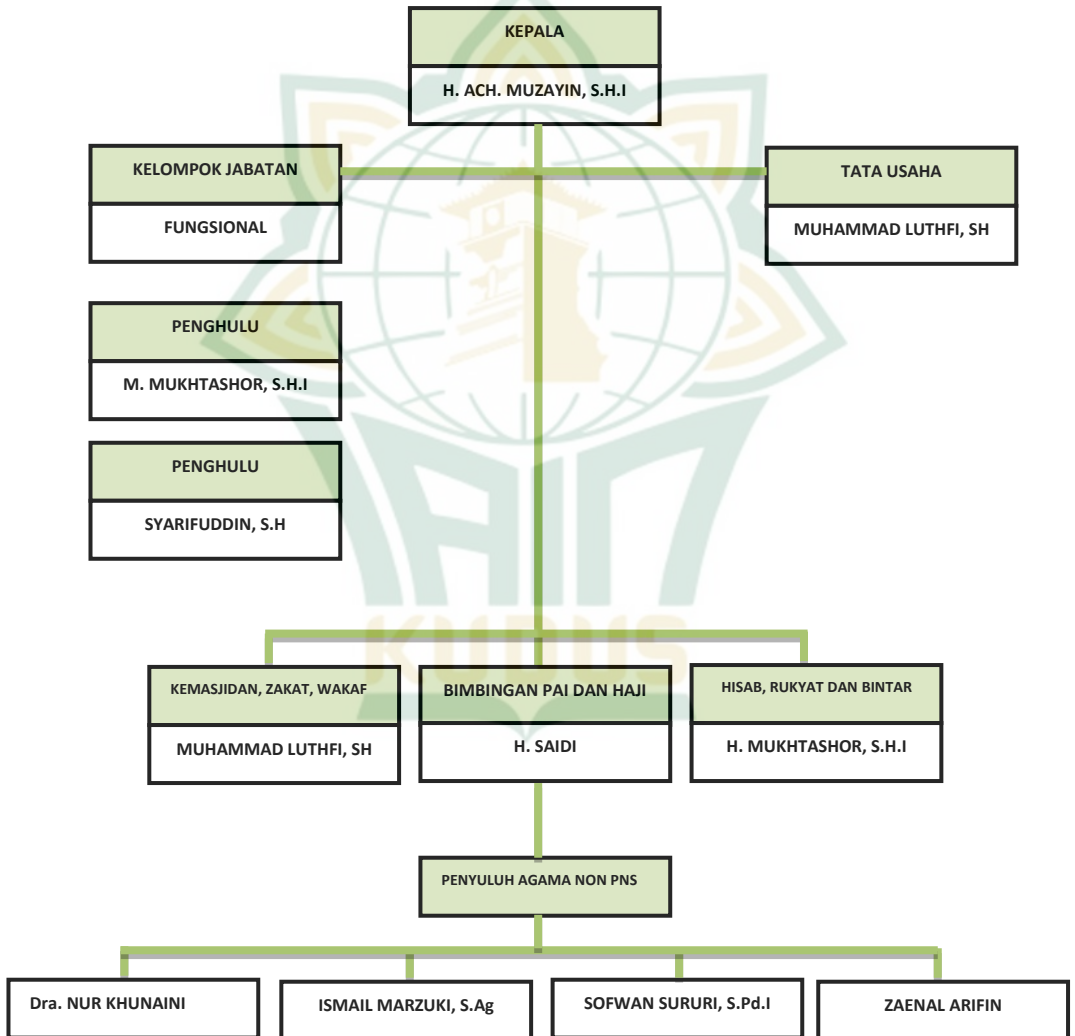 KEPALA
H. ACH. MUZAYIN, S.H.I
KELOMPOK JABATAN
FUNGSIONAL
TATA USAHA
MUHAMMAD LUTHFI, SH
PENGHULU
M. MUKHTASHOR, S.H.I
PENGHULU
SYARIFUDDIN, S.H
IAIN
KUDUS
KEMASJIDAN, ZAKAT, WAKAF
MUHAMMAD LUTHFI, SH
BIMBINGAN PAI DAN HAJI
H. SAIDI
HISAB, RUKYAT DAN BINTAR
H. MUKHTASHOR, S.H.I
PENYULUH AGAMA NON PNS
Dra. NUR KHUNAINI
ISMAIL MARZUKI, S.Ag
SOFWAN SURURI, S.Pd.I
ZAENAL ARIFIN